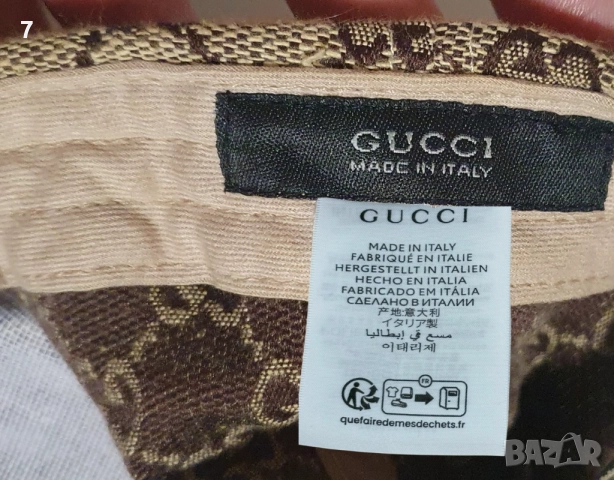 7
GUCCI
MADE IN ITALY
GUCCI
MADE IN ITALY
FABRIQUÉ EN ITALIE
HERGESTELLT IN ITALIEN
HECHO EN ITALIA
FABRICADO EM ITÁLIA
СДЕЛАНО В ИТАЛИИ
产地:意大利
イタリア製
صنع في إيطاليا
이태리제
FR
quefairedemesdechets.fr
BAZAR